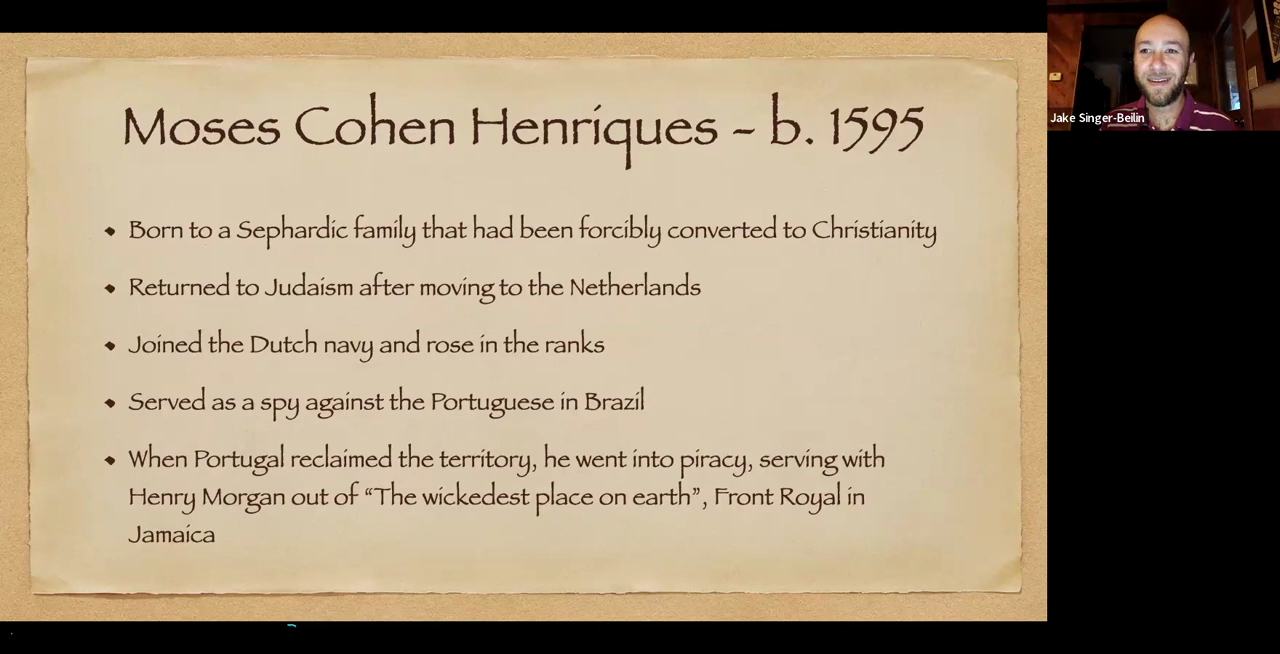 Moses Cohen Henriques - b. 1595
Jake Singer-Beilin
Born to a Sephardic family that had been forcibly converted to Christianity
Returned to Judaism after moving to the Netherlands
Joined the Dutch navy and rose in the ranks
Served as a spy against the Portuguese in Brazil
When Portugal reclaimed the territory, he went into piracy, serving with
Henry Morgan out of “The wickedest place on earth”, Front Royal in
Jamaica